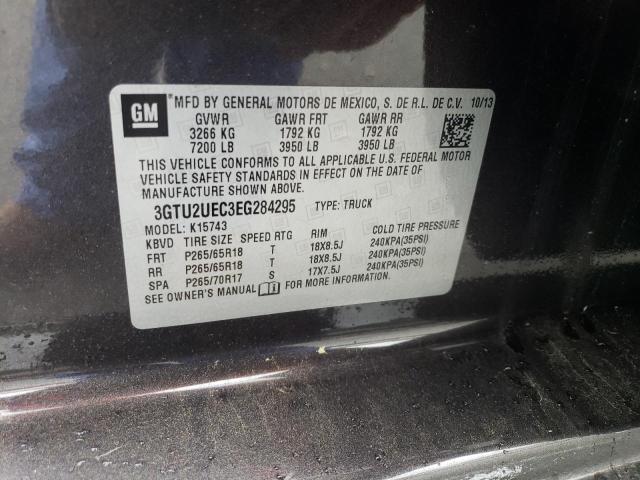 GM
*MFD BY GENERAL MOTORS DE MEXICO, S. DE R.L. DE C.V. 10/13
GVWR GAWR FRT GAWR RR
3266 KG 1792 KG 1792 KG
7200 LB 3950 LB 3950 LB
THIS VEHICLE CONFORMS TO ALL APPLICABLE U.S. FEDERAL MOTOR
VEHICLE SAFETY STANDARDS IN EFFECT ON THE DATE OF
MANUFACTURE SHOWN ABOVE.
3GTU2UEC3EG284295 TYPE: TRUCK
MODEL: K15743
KBVD TIRE SIZE SPEED RTG RIM COLD TIRE PRESSURE
FRT P265/65R18 T 18X8.5J 240KPA(35PSI)
RR P265/65R18 T 18X8.5J 240KPA(35PSI)
SPA P265/70R17 S 17X7.5J 240KPA(35PSI)
SEE OWNER'S MANUAL FOR MORE INFORMATION.